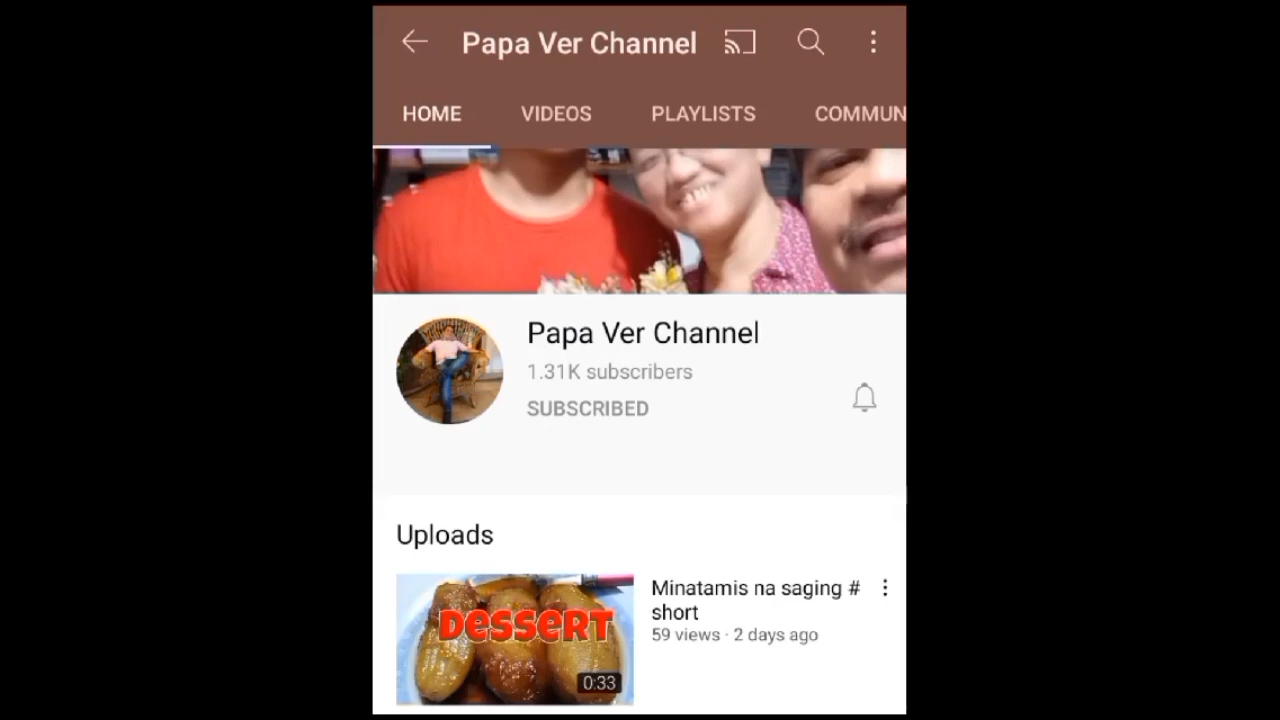 Papa Ver Channel
HOME VIDEOS PLAYLISTS COMMUN
Papa Ver Channel
1.31K subscribers
SUBSCRIBED
Uploads
DESSERT
0:33
Minatamis na saging #
short
59 views · 2 days ago